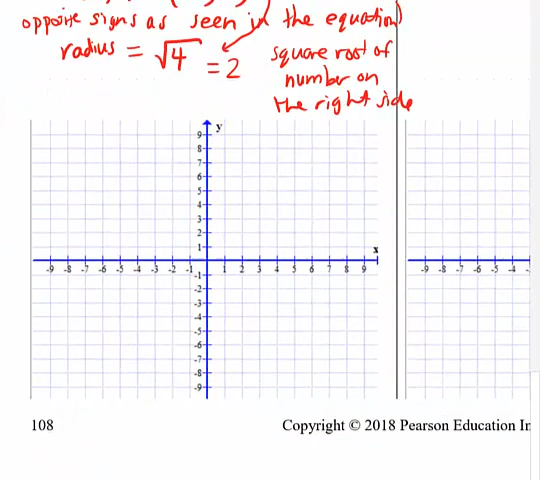 opposite signs as seen in the equation)
radius = √4 = 2 square root of
number on
the right side
y
9
8
7
6
5
4
3
2
1
x
-9 -8 -7 -6 -5 -4 -3 -2 -1 1 2 3 4 5 6 7 8 9 -9 -8 -7 -6 -5 -4
-1
-2
-3
-4
-5
-6
-7
-8
-9
108 Copyright © 2018 Pearson Education In